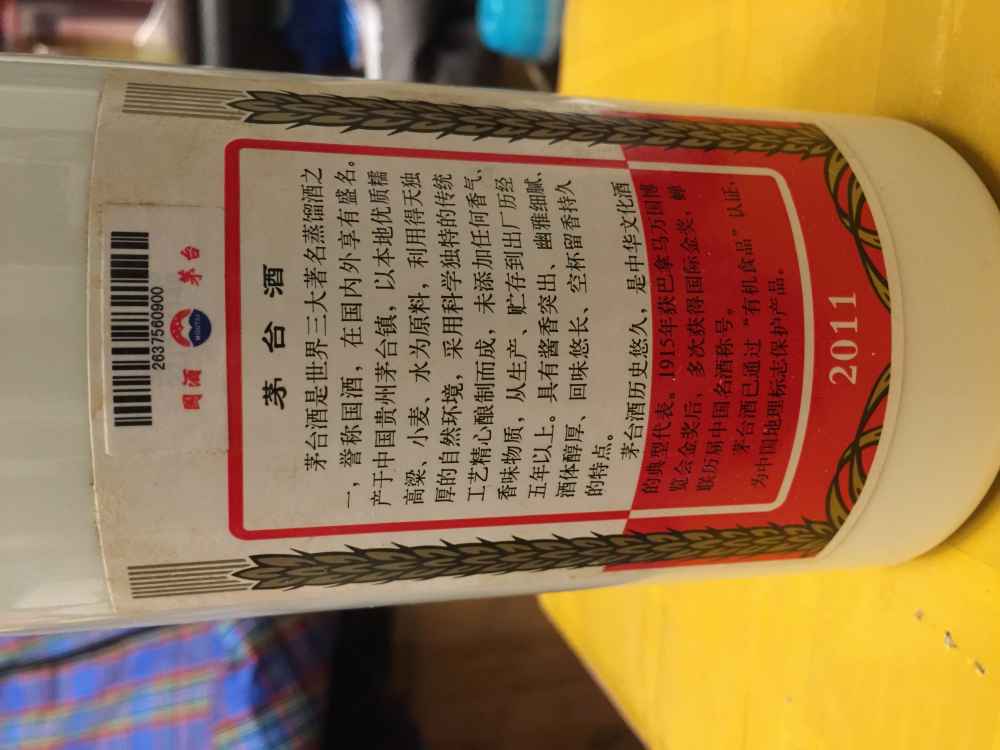 2637560900
MOUTAI
國酒 茅台
茅台酒
茅台酒是世界三大著名蒸馏酒之
一，誉称国酒，在国内外享有盛名。
产于中国贵州茅台镇，以本地优质糯
高粱、小麦、水为原料，利用得天独
厚的自然环境，采用科学独特的传统
工艺精心酿制而成，未添加任何香气、
香味物质，从生产、贮存到出厂历经
五年以上。具有酱香突出、幽雅细腻、
酒体醇厚、回味悠长、空杯留香持久
的特点。
茅台酒历史悠久，是中华文化酒
的典型代表。1915年获巴拿马万国博
览会金奖后，多次获得国际金奖，蝉
联历届中国名酒称号。
茅台酒已通过“有机食品”认证，
为中国地理标志保护产品。
2011